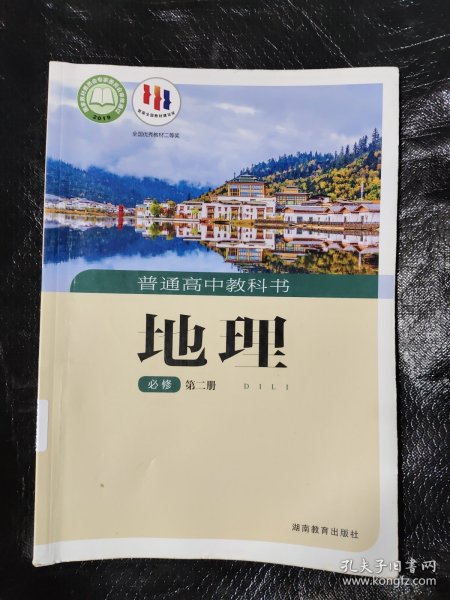 2019
全国优秀教材二等奖
普通高中教科书
地理
必修 第二册 DILI
湖南教育出版社
孔夫子旧书网
www.kongfz.com